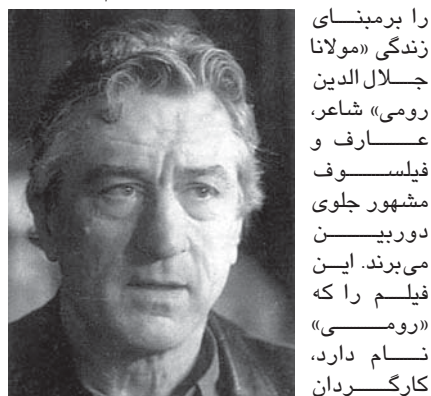 را برمبنای
زندگی «مولانا
جلال الدین
رومی» شاعر،
عارف و
فیلسوف
مشهور جلوی
دوربین
می‌برند. این
فیلم را که
«رومی»
نام دارد،
کارگردان